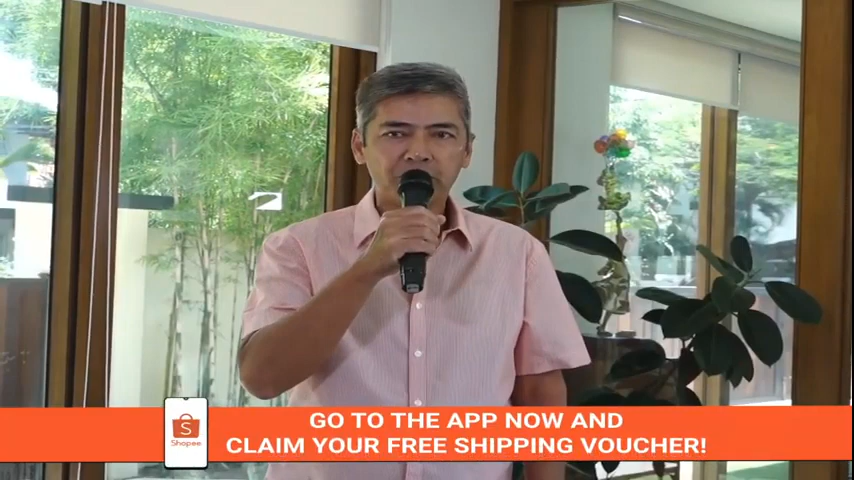 S
Shopee
GO TO THE APP NOW AND
CLAIM YOUR FREE SHIPPING VOUCHER!